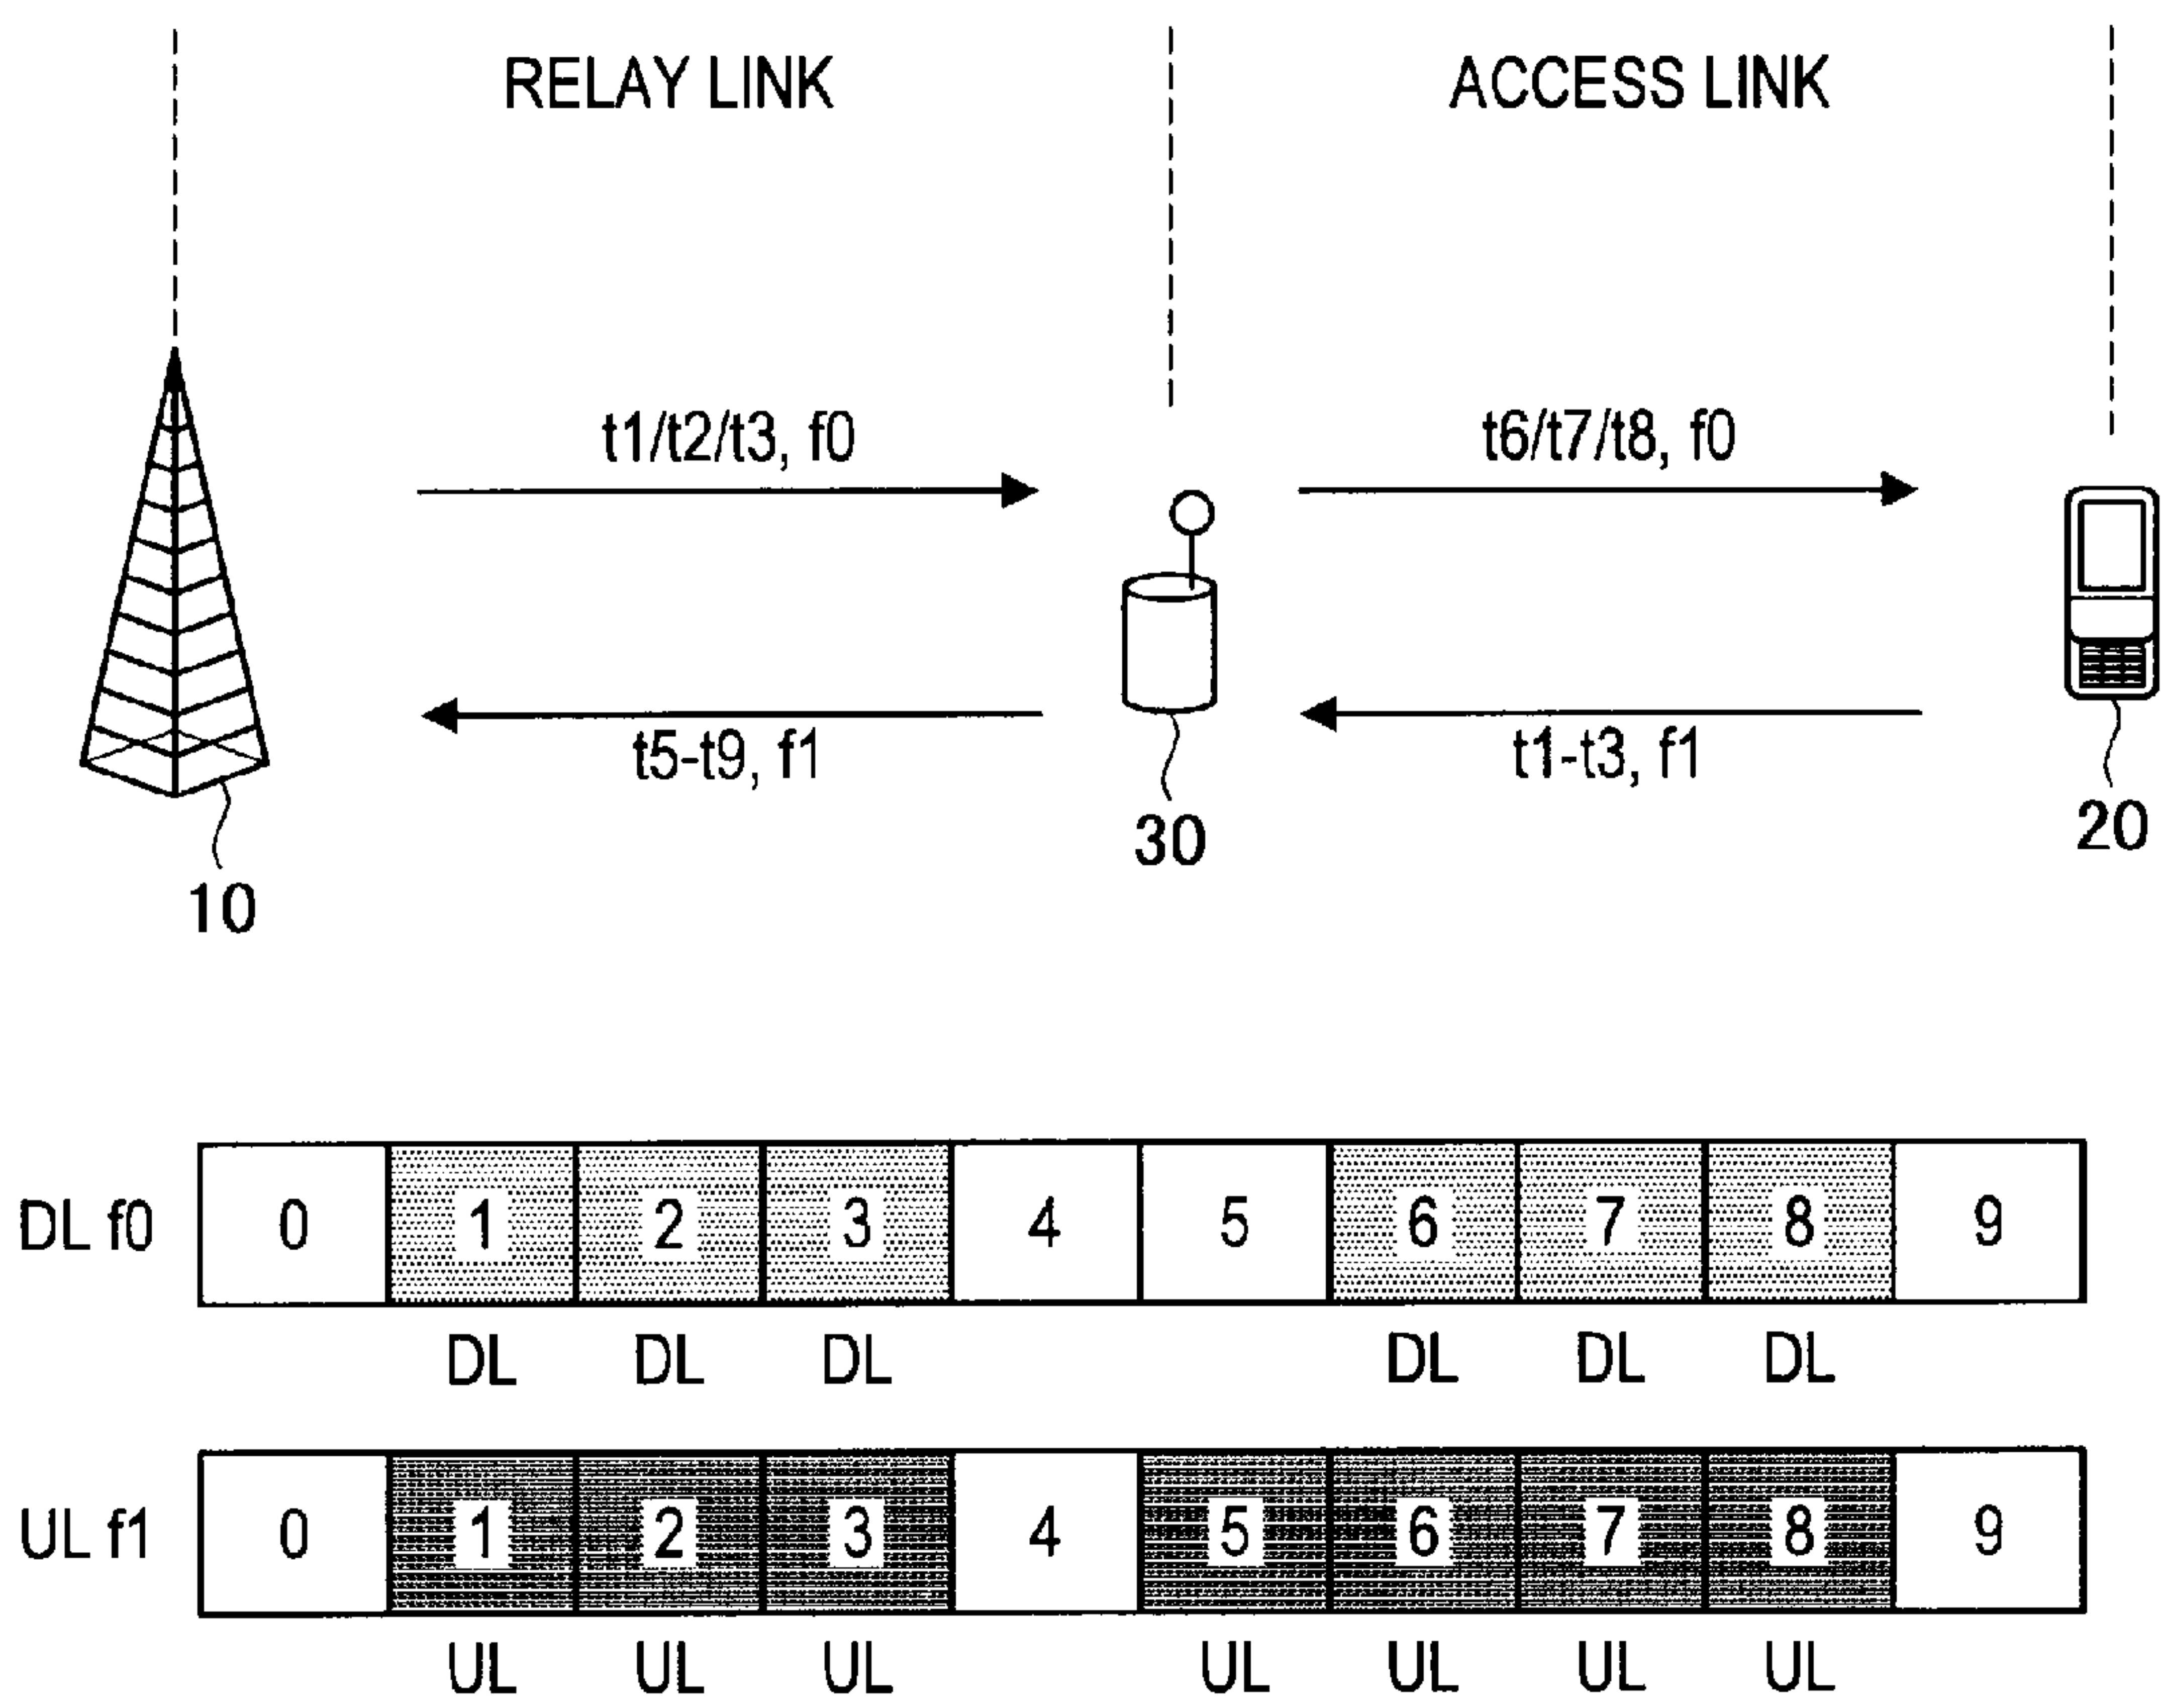 RELAY LINK
ACCESS LINK
t1/t2/t3, f0
t6/t7/t8, f0
t5-t9, f1
t1-t3, f1
10
30
20
DL f0 0 1 2 3 4 5 6 7 8 9
DL DL DL DL DL DL
UL f1 0 1 2 3 4 5 6 7 8 9
UL UL UL UL UL UL UL